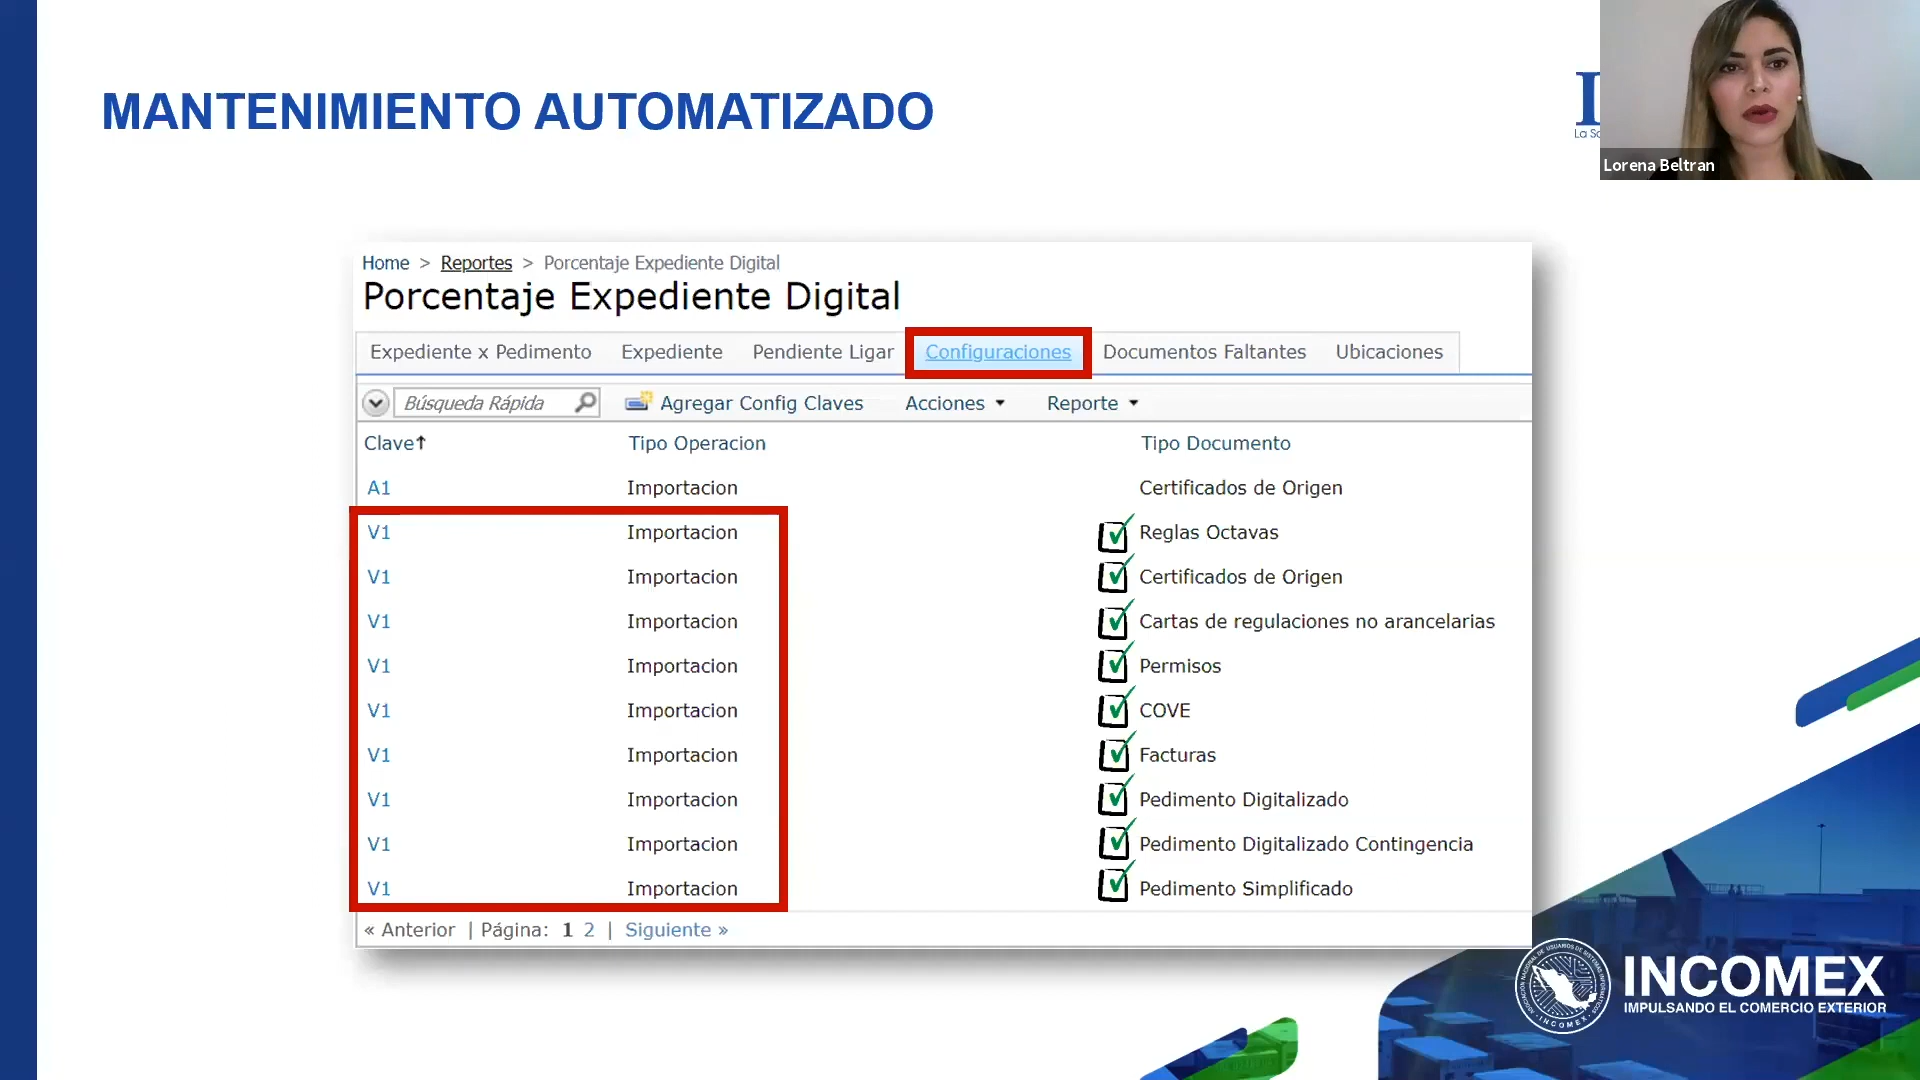 MANTENIMIENTO AUTOMATIZADO
La So
Lorena Beltran
Home > Reportes > Porcentaje Expediente Digital
Porcentaje Expediente Digital
Expediente x Pedimento Expediente Pendiente Ligar Configuraciones Documentos Faltantes Ubicaciones
Búsqueda Rápida Agregar Config Claves Acciones Reporte
Clave↑ Tipo Operacion Tipo Documento
A1 Importacion Certificados de Origen
V1 Importacion Reglas Octavas
V1 Importacion Certificados de Origen
V1 Importacion Cartas de regulaciones no arancelarias
V1 Importacion Permisos
V1 Importacion COVE
V1 Importacion Facturas
V1 Importacion Pedimento Digitalizado
V1 Importacion Pedimento Digitalizado Contingencia
V1 Importacion Pedimento Simplificado
« Anterior | Página: 1 2 | Siguiente »
INCOMEX
IMPULSANDO EL COMERCIO EXTERIOR
INCOMEX